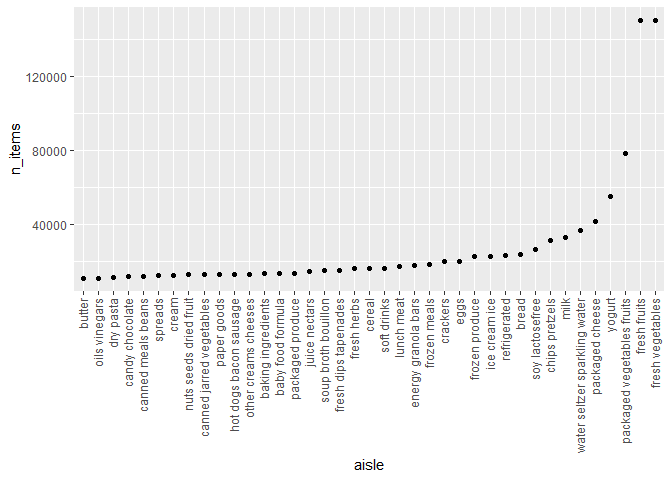 n_items
120000
80000
40000
butter
oils vinegars
dry pasta
candy chocolate
canned meals beans
spreads
cream
nuts seeds dried fruit
canned jarred vegetables
paper goods
hot dogs bacon sausage
other creams cheeses
baking ingredients
baby food formula
packaged produce
juice nectars
soup broth bouillon
fresh dips tapenades
fresh herbs
cereal
soft drinks
lunch meat
energy granola bars
frozen meals
crackers
eggs
frozen produce
ice cream ice
refrigerated
bread
soy lactosefree
chips pretzels
milk
water seltzer sparkling water
packaged cheese
yogurt
packaged vegetables fruits
fresh fruits
fresh vegetables
aisle